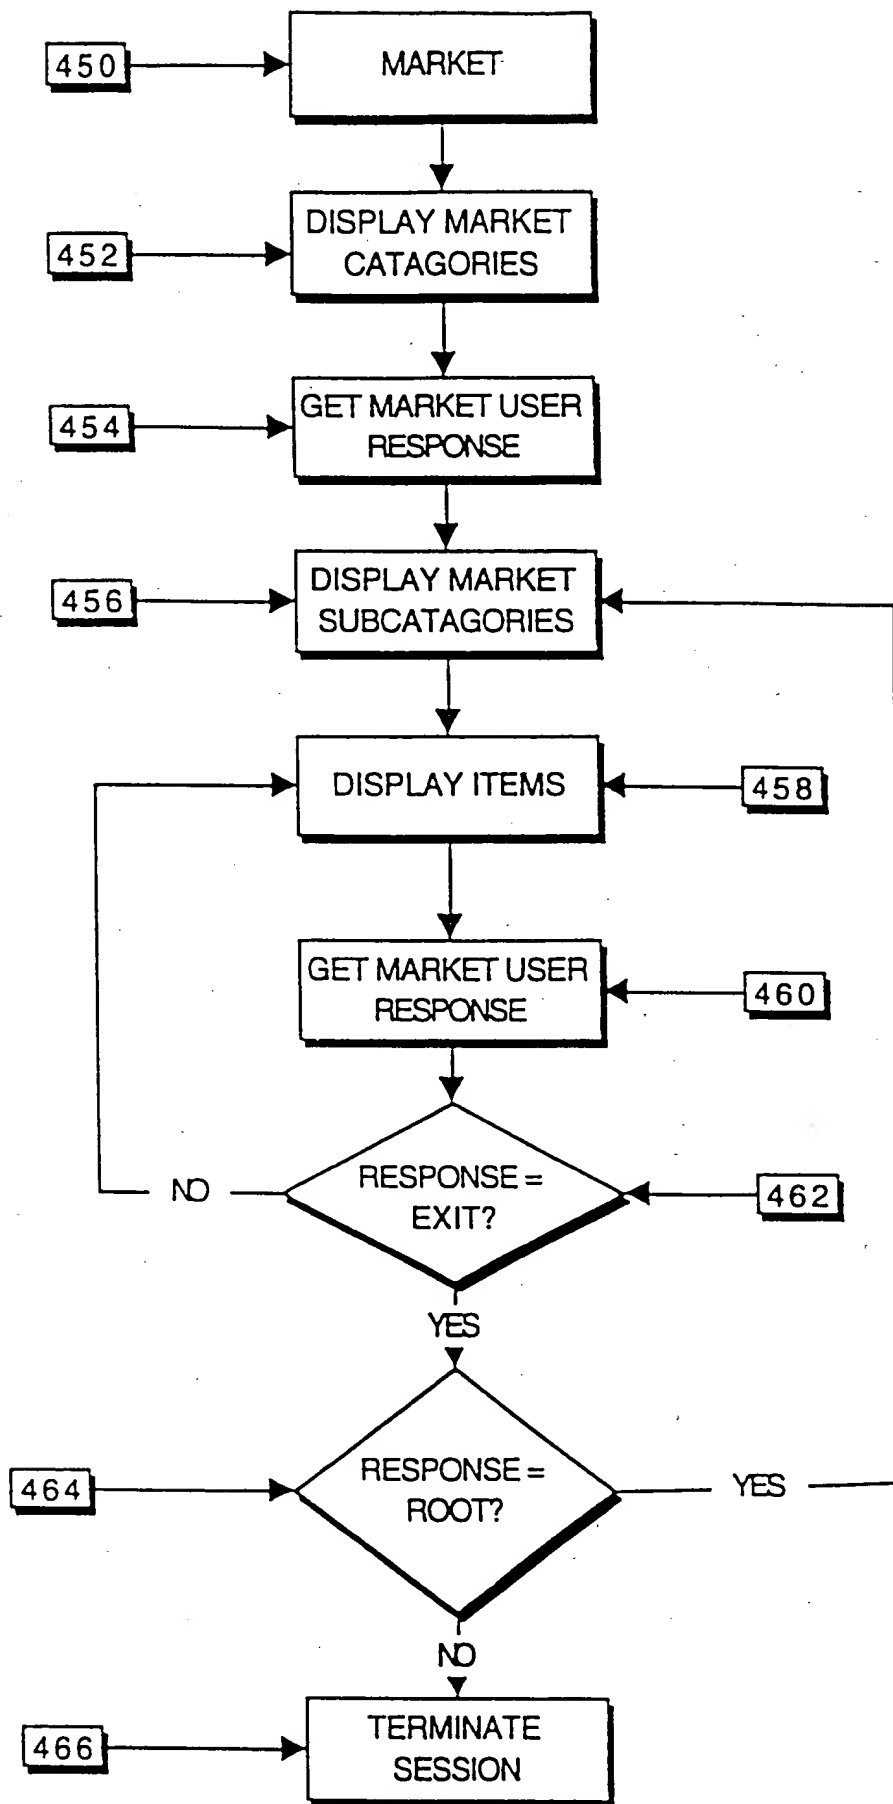 450
MARKET
452
DISPLAY MARKET
CATAGORIES
454
GET MARKET USER
RESPONSE
456
DISPLAY MARKET
SUBCATAGORIES
DISPLAY ITEMS
458
GET MARKET USER
RESPONSE
460
NO
RESPONSE =
EXIT?
462
YES
464
RESPONSE =
ROOT?
YES
NO
466
TERMINATE
SESSION